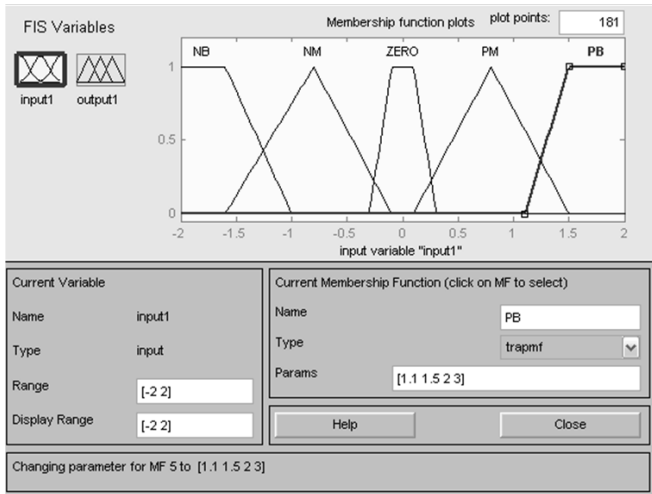 FIS Variables
Membership function plots
plot points:
181
input1
output1
NB
NM
ZERO
PM
PB
1
0.5
0
-2
-1.5
-1
-0.5
0
0.5
1
1.5
2
input variable "input1"
Current Variable
Name
input1
Type
input
Range
[-2 2]
Display Range
[-2 2]
Current Membership Function (click on MF to select)
Name
PB
Type
trapmf
Params
[1.1 1.5 2 3]
Help
Close
Changing parameter for MF 5 to [1.1 1.5 2 3]